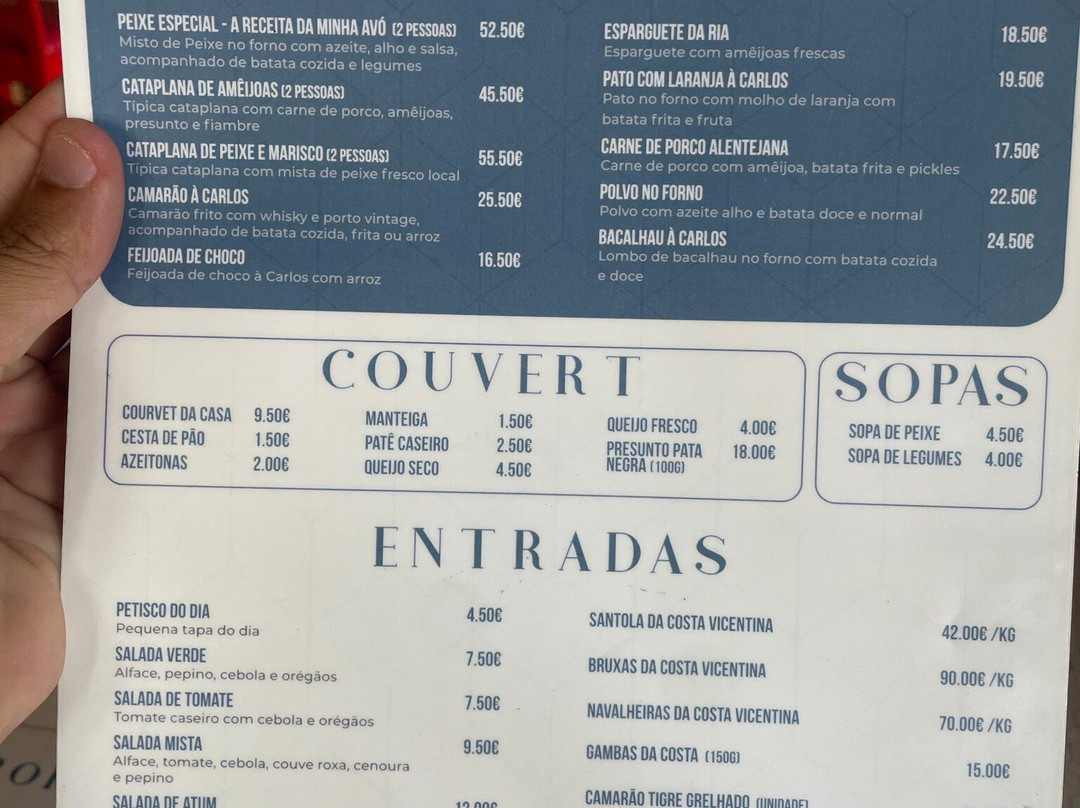 PEIXE ESPECIAL - A RECEITA DA MINHA AVÓ (2 PESSOAS) 52.50€
Misto de Peixe no forno com azeite, alho e salsa,
acompanhado de batata cozida e legumes
CATAPLANA DE AMÊIJOAS (2 PESSOAS) 45.50€
Típica cataplana com carne de porco, amêijoas,
presunto e fiambre
CATAPLANA DE PEIXE E MARISCO (2 PESSOAS) 55.50€
Típica cataplana com mista de peixe fresco local
CAMARÃO À CARLOS 25.50€
Camarão frito com whisky e porto vintage,
acompanhado de batata cozida, frita ou arroz
FEIJOADA DE CHOCO 16.50€
Feijoada de choco à Carlos com arroz
ESPARGUETE DA RIA 18.50€
Esparguete com amêijoas frescas
PATO COM LARANJA À CARLOS 19.50€
Pato no forno com molho de laranja com
batata frita e fruta
CARNE DE PORCO ALENTEJANA 17.50€
Carne de porco com amêijoa, batata frita e pickles
POLVO NO FORNO 22.50€
Polvo com azeite alho e batata doce e normal
BACALHAU À CARLOS 24.50€
Lombo de bacalhau no forno com batata cozida
e doce
COUVERT
COURVET DA CASA 9.50€
CESTA DE PÃO 1.50€
AZEITONAS 2.00€
MANTEIGA 1.50€
PATÊ CASEIRO 2.50€
QUEIJO SECO 4.50€
QUEIJO FRESCO 4.00€
PRESUNTO PATA 18.00€
NEGRA (100G)
SOPAS
SOPA DE PEIXE 4.50€
SOPA DE LEGUMES 4.00€
ENTRADAS
PETISCO DO DIA 4.50€
Pequena tapa do dia
SALADA VERDE 7.50€
Alface, pepino, cebola e orégãos
SALADA DE TOMATE 7.50€
Tomate caseiro com cebola e orégãos
SALADA MISTA 9.50€
Alface, tomate, cebola, couve roxa, cenoura
e pepino
SALADA DE ATUM
SANTOLA DA COSTA VICENTINA 42.00€ /KG
BRUXAS DA COSTA VICENTINA 90.00€ /KG
NAVALHEIRAS DA COSTA VICENTINA 70.00€ /KG
GAMBAS DA COSTA (150G) 15.00€
CAMARÃO TIGRE GRELHADO (UNIDADE)